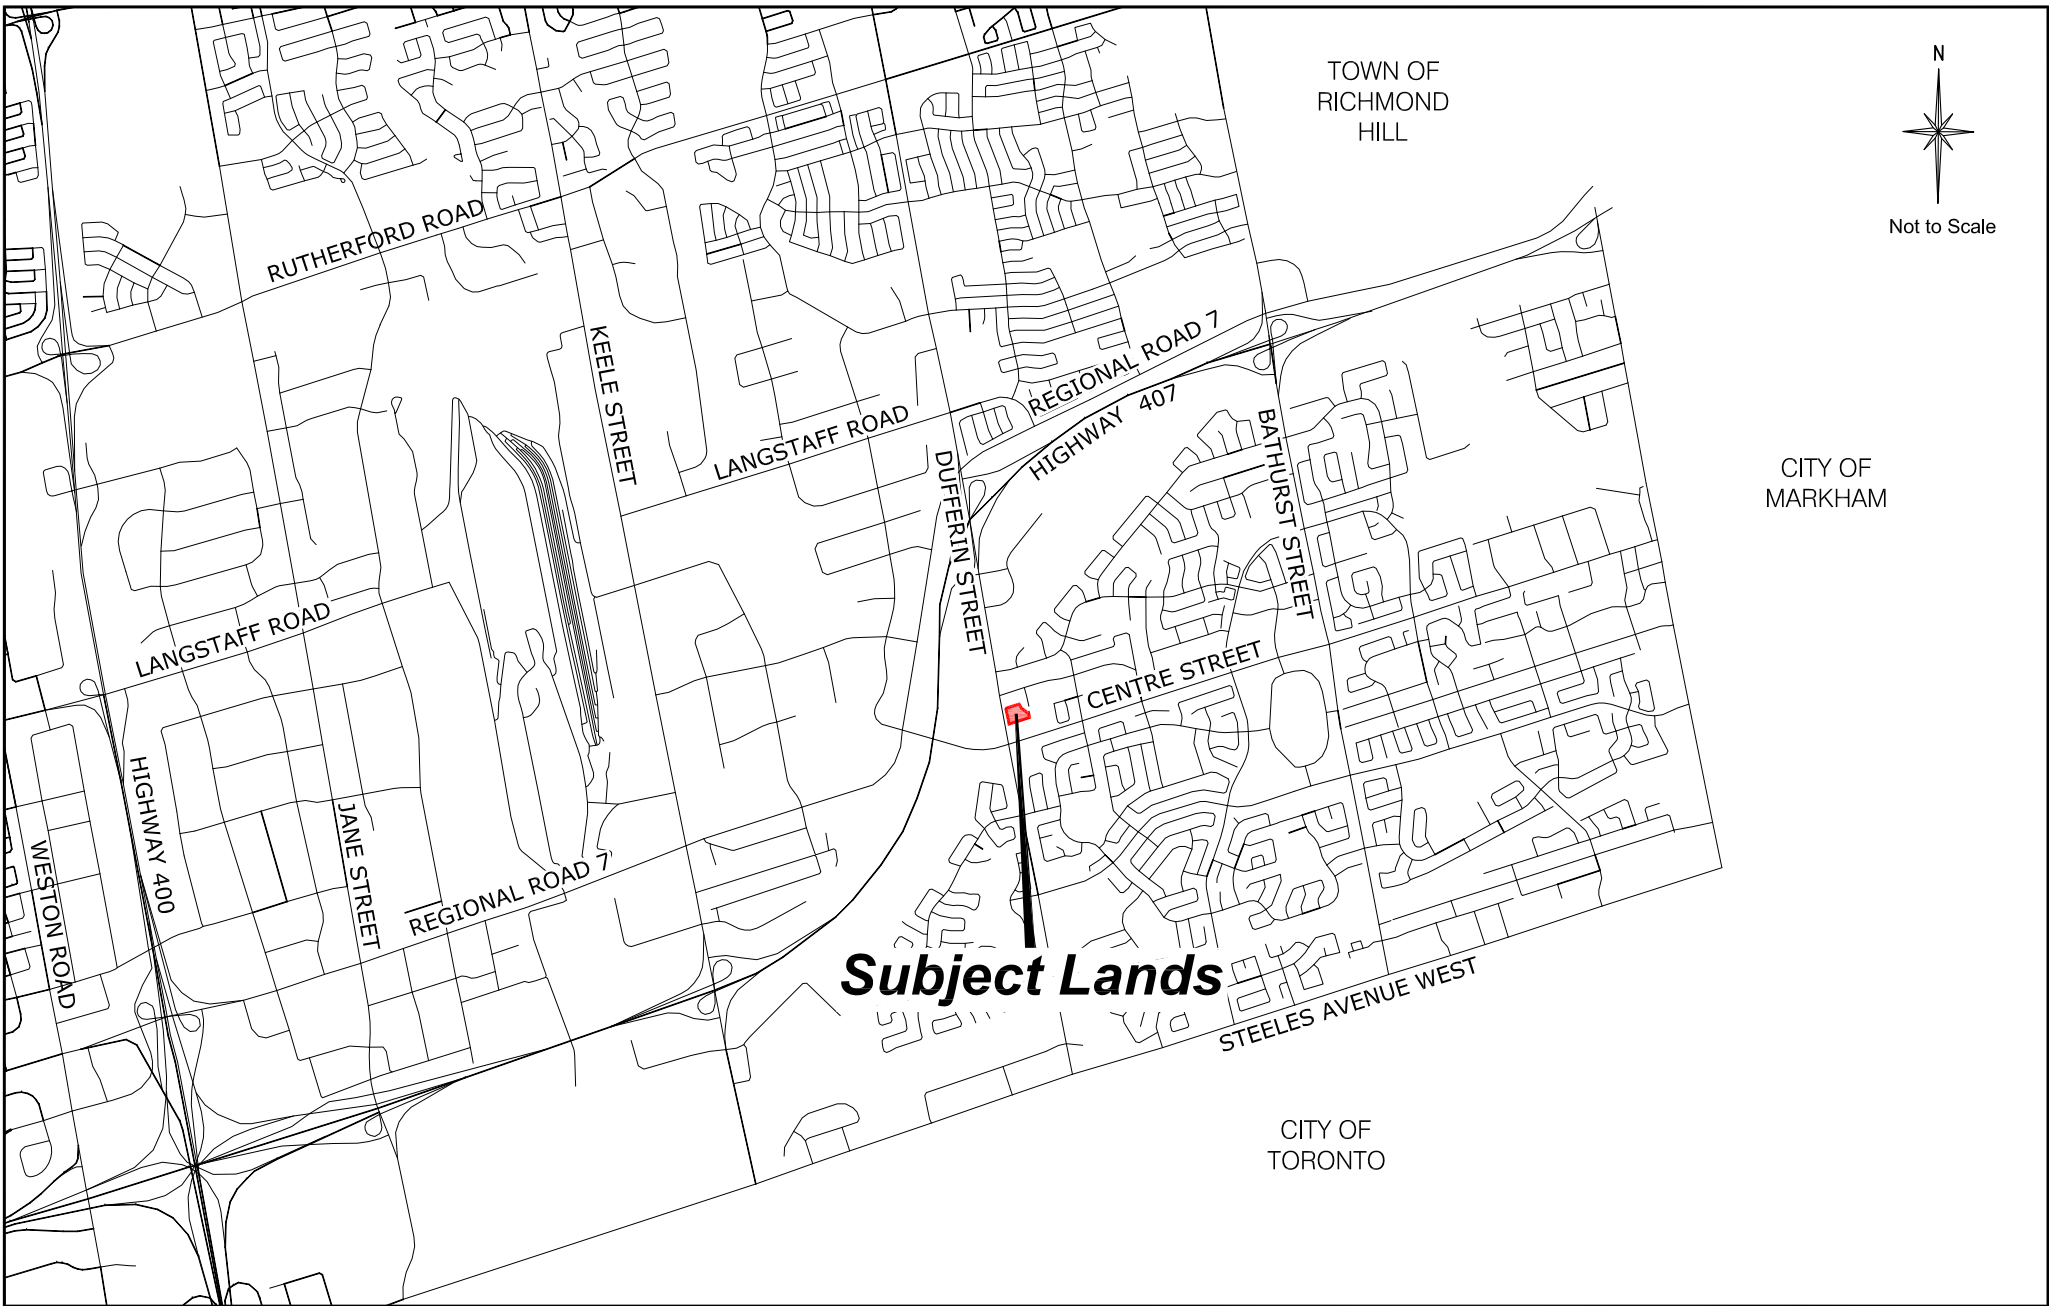 TOWN OF
RICHMOND
HILL
N
Not to Scale
RUTHERFORD ROAD
KEELE STREET
REGIONAL ROAD 7
HIGHWAY 407
LANGSTAFF ROAD
DUFFERIN STREET
BATHURST STREET
CITY OF
MARKHAM
LANGSTAFF ROAD
CENTRE STREET
HIGHWAY 400
JANE STREET
WESTON ROAD
REGIONAL ROAD 7
Subject Lands
STEELES AVENUE WEST
CITY OF
TORONTO